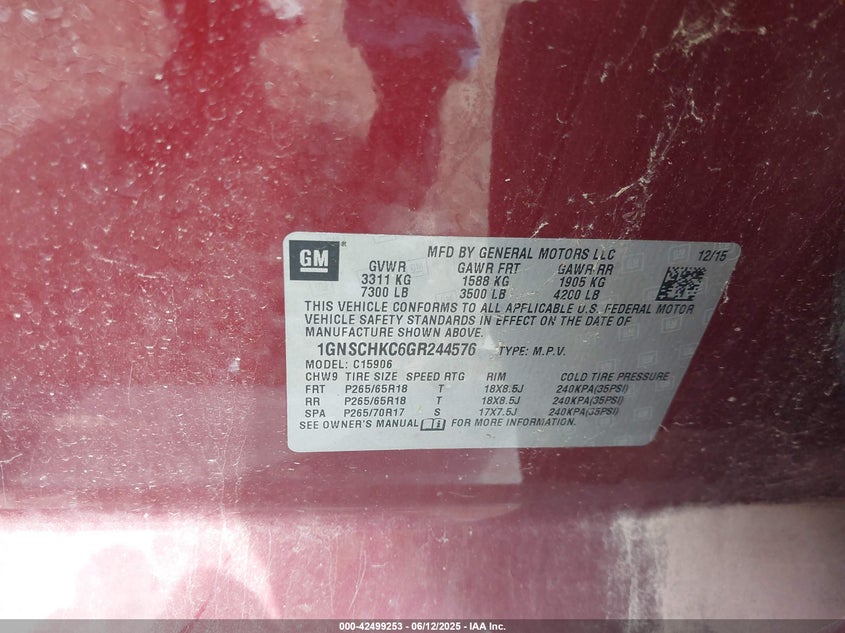 GM
MFD BY GENERAL MOTORS LLC 12/15
GVWR GAWR FRT GAWR RR
3311 KG 1588 KG 1905 KG
7300 LB 3500 LB 4200 LB
THIS VEHICLE CONFORMS TO ALL APPLICABLE U.S. FEDERAL MOTOR
VEHICLE SAFETY STANDARDS IN EFFECT ON THE DATE OF
MANUFACTURE SHOWN ABOVE.
1GNSCHKC6GR244576 TYPE: M.P.V.
MODEL: C15906
CHW9 TIRE SIZE SPEED RTG RIM COLD TIRE PRESSURE
FRT P265/65R18 T 18X8.5J 240KPA(35PSI)
RR P265/65R18 T 18X8.5J 240KPA(35PSI)
SPA P265/70R17 S 17X7.5J 240KPA(35PSI)
SEE OWNER'S MANUAL FOR MORE INFORMATION.
000-42499253 - 06/12/2025 - IAA Inc.